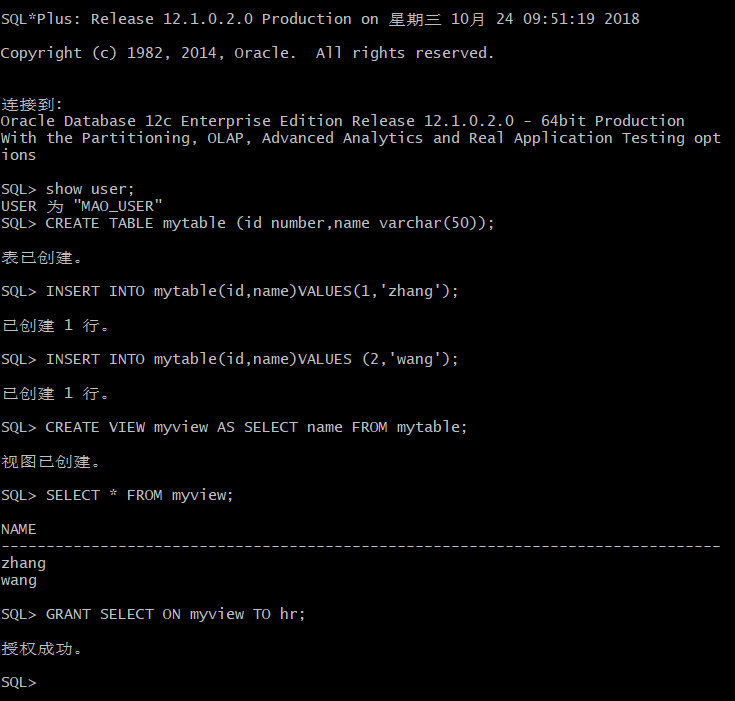 SQL*Plus: Release 12.1.0.2.0 Production on 星期三 10月 24 09:51:19 2018
Copyright (c) 1982, 2014, Oracle.  All rights reserved.
连接到:
Oracle Database 12c Enterprise Edition Release 12.1.0.2.0 - 64bit Production
With the Partitioning, OLAP, Advanced Analytics and Real Application Testing opt
ions
SQL> show user;
USER 为 "MAO_USER"
SQL> CREATE TABLE mytable (id number,name varchar(50));
表已创建。
SQL> INSERT INTO mytable(id,name)VALUES(1,'zhang');
已创建 1 行。
SQL> INSERT INTO mytable(id,name)VALUES (2,'wang');
已创建 1 行。
SQL> CREATE VIEW myview AS SELECT name FROM mytable;
视图已创建。
SQL> SELECT * FROM myview;
NAME
--------------------------------------------------------------------------------
zhang
wang
SQL> GRANT SELECT ON myview TO hr;
授权成功。
SQL>